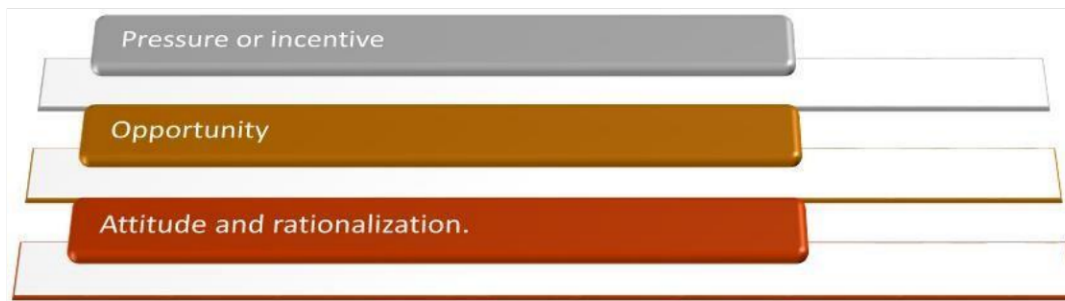 Pressure or incentive
Opportunity
Attitude and rationalization.